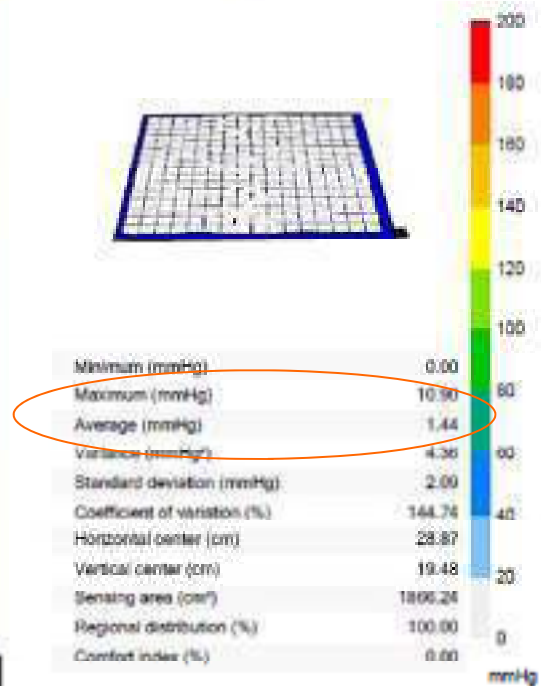 200
180
160
140
120
100
80
60
40
20
0
mmHg
Minimum (mmHg) 0.00
Maximum (mmHg) 10.90
Average (mmHg) 1.44
Variance (mmHg²) 4.36
Standard deviation (mmHg) 2.09
Coefficient of variation (%) 144.74
Horizontal center (cm) 28.87
Vertical center (cm) 19.48
Sensing area (cm²) 1866.24
Regional distribution (%) 100.00
Comfort index (%) 0.00